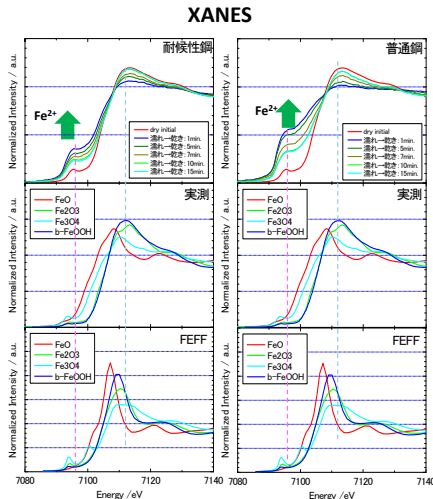 XANES
耐候性鋼
Normalized Intensity / a.u.
Fe2+
dry initial
濡れ→乾き:1min.
濡れ→乾き:5min.
濡れ→乾き:7min.
濡れ→乾き:10min.
濡れ→乾き:15min.
普通鋼
Normalized Intensity / a.u.
Fe2+
dry initial
濡れ→乾き:1min.
濡れ→乾き:5min.
濡れ→乾き:7min.
濡れ→乾き:10min.
濡れ→乾き:15min.
実測
Normalized Intensity / a.u.
FeO
Fe2O3
Fe3O4
b-FeOOH
実測
Normalized Intensity / a.u.
FeO
Fe2O3
Fe3O4
b-FeOOH
FEFF
Normalized Intensity / a.u.
FeO
Fe2O3
Fe3O4
b-FeOOH
7080 7100 7120 7140
Energy /eV
FEFF
Normalized Intensity / a.u.
FeO
Fe2O3
Fe3O4
b-FeOOH
7080 7100 7120 7140
Energy /eV